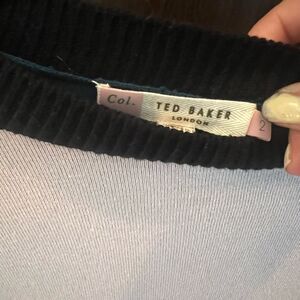 Col.
TED BAKER
LONDON
2